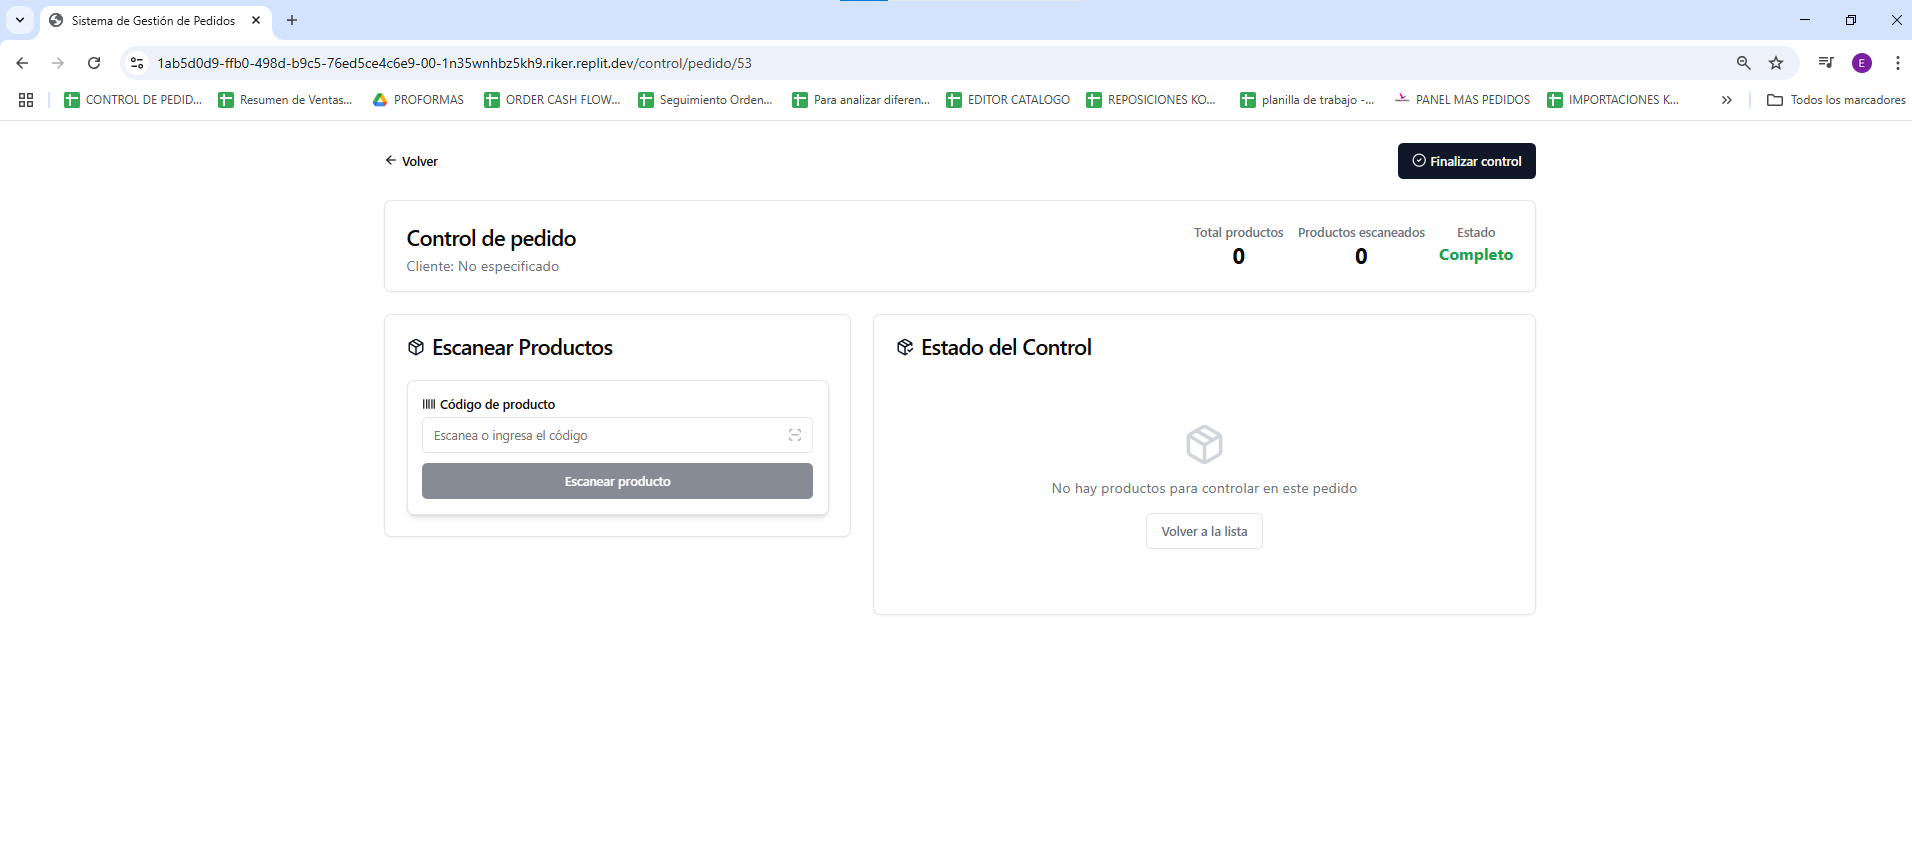 Sistema de Gestión de Pedidos
1ab5d0d9-ffb0-498d-b9c5-76ed5ce4c6e9-00-1n35wnhbz5kh9.riker.replit.dev/control/pedido/53
E
CONTROL DE PEDID...
Resumen de Ventas...
PROFORMAS
ORDER CASH FLOW...
Seguimiento Orden...
Para analizar diferen...
EDITOR CATALOGO
REPOSICIONES KO...
planilla de trabajo -...
PANEL MAS PEDIDOS
IMPORTACIONES K...
Todos los marcadores
Volver
Finalizar control
Control de pedido
Cliente: No especificado
Total productos
0
Productos escaneados
0
Estado
Completo
Escanear Productos
Código de producto
Escanea o ingresa el código
Escanear producto
Estado del Control
No hay productos para controlar en este pedido
Volver a la lista